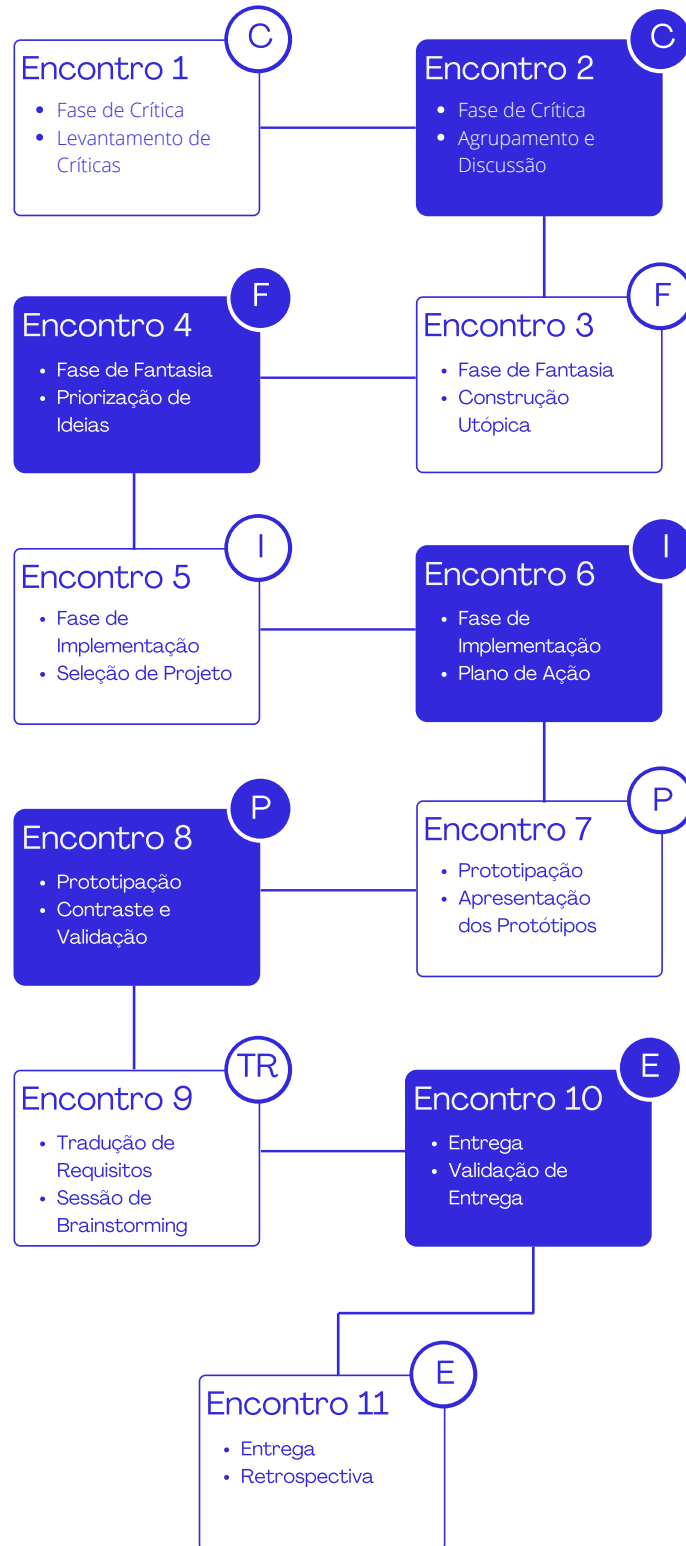 C
Encontro 1
• Fase de Crítica
• Levantamento de
Críticas
C
Encontro 2
• Fase de Crítica
• Agrupamento e
Discussão
F
Encontro 3
• Fase de Fantasia
• Construção
Utópica
F
Encontro 4
• Fase de Fantasia
• Priorização de
Ideias
I
Encontro 5
• Fase de
Implementação
• Seleção de Projeto
I
Encontro 6
• Fase de
Implementação
• Plano de Ação
P
Encontro 7
• Prototipação
• Apresentação
dos Protótipos
P
Encontro 8
• Prototipação
• Contraste e
Validação
TR
Encontro 9
• Tradução de
Requisitos
• Sessão de
Brainstorming
E
Encontro 10
• Entrega
• Validação de
Entrega
E
Encontro 11
• Entrega
• Retrospectiva